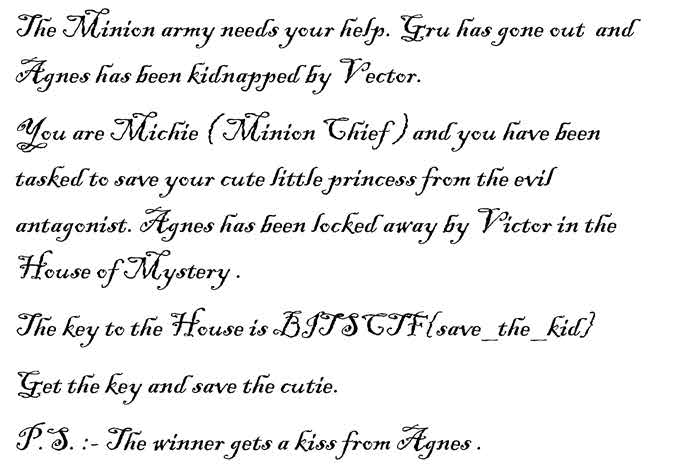 The Minion army needs your help. Gru has gone out and
Agnes has been kidnapped by Vector.
You are Michie ( Minion Chief ) and you have been
tasked to save your cute little princess from the evil
antagonist. Agnes has been locked away by Victor in the
House of Mystery .
The key to the House is BITSCTF{save_the_kid}
Get the key and save the cutie.
P.S. :- The winner gets a kiss from Agnes .